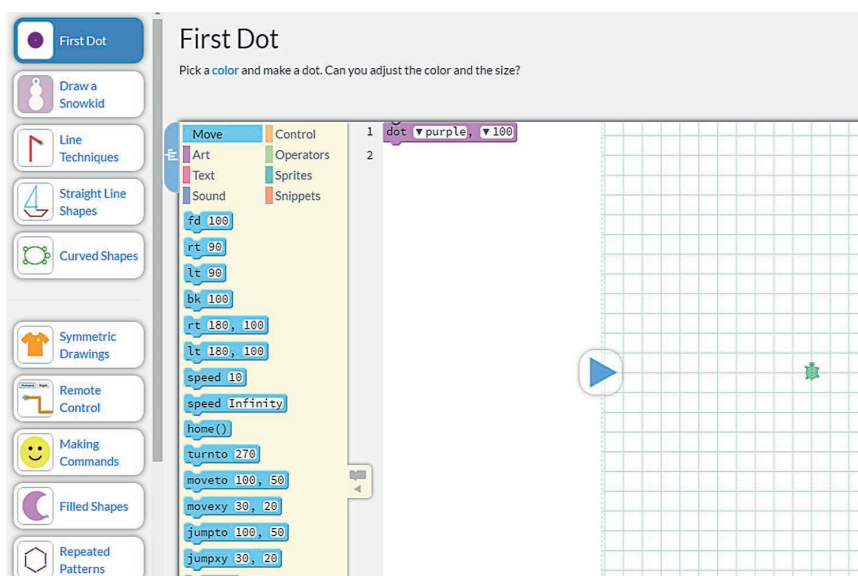 First Dot
Draw a
Snowkid
Line
Techniques
Straight Line
Shapes
Curved Shapes
Symmetric
Drawings
Remote
Control
Making
Commands
Filled Shapes
Repeated
Patterns
First Dot
Pick a color and make a dot. Can you adjust the color and the size?
Move Control
Art Operators
Text Sprites
Sound Snippets
fd 100
rt 90
lt 90
bk 100
rt 180, 100
lt 180, 100
speed 10
speed Infinity
home()
turnto 270
moveto 100, 50
movexy 30, 20
jumpto 100, 50
jumpxy 30, 20
1 dot ▼purple, ▼100
2